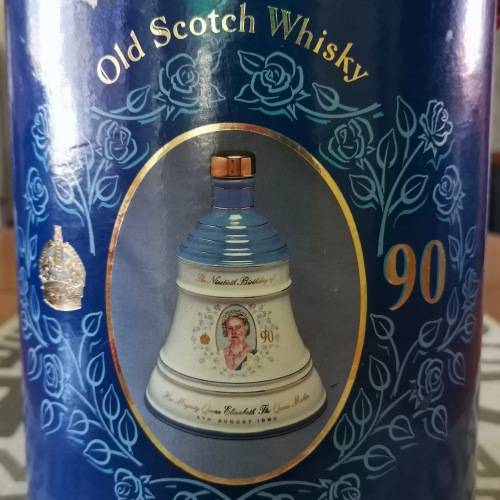 Old Scotch Whisky
90
The Ninetieth Birthday of
90
Her Majesty Queen Elizabeth The Queen Mother
4TH AUGUST 1990